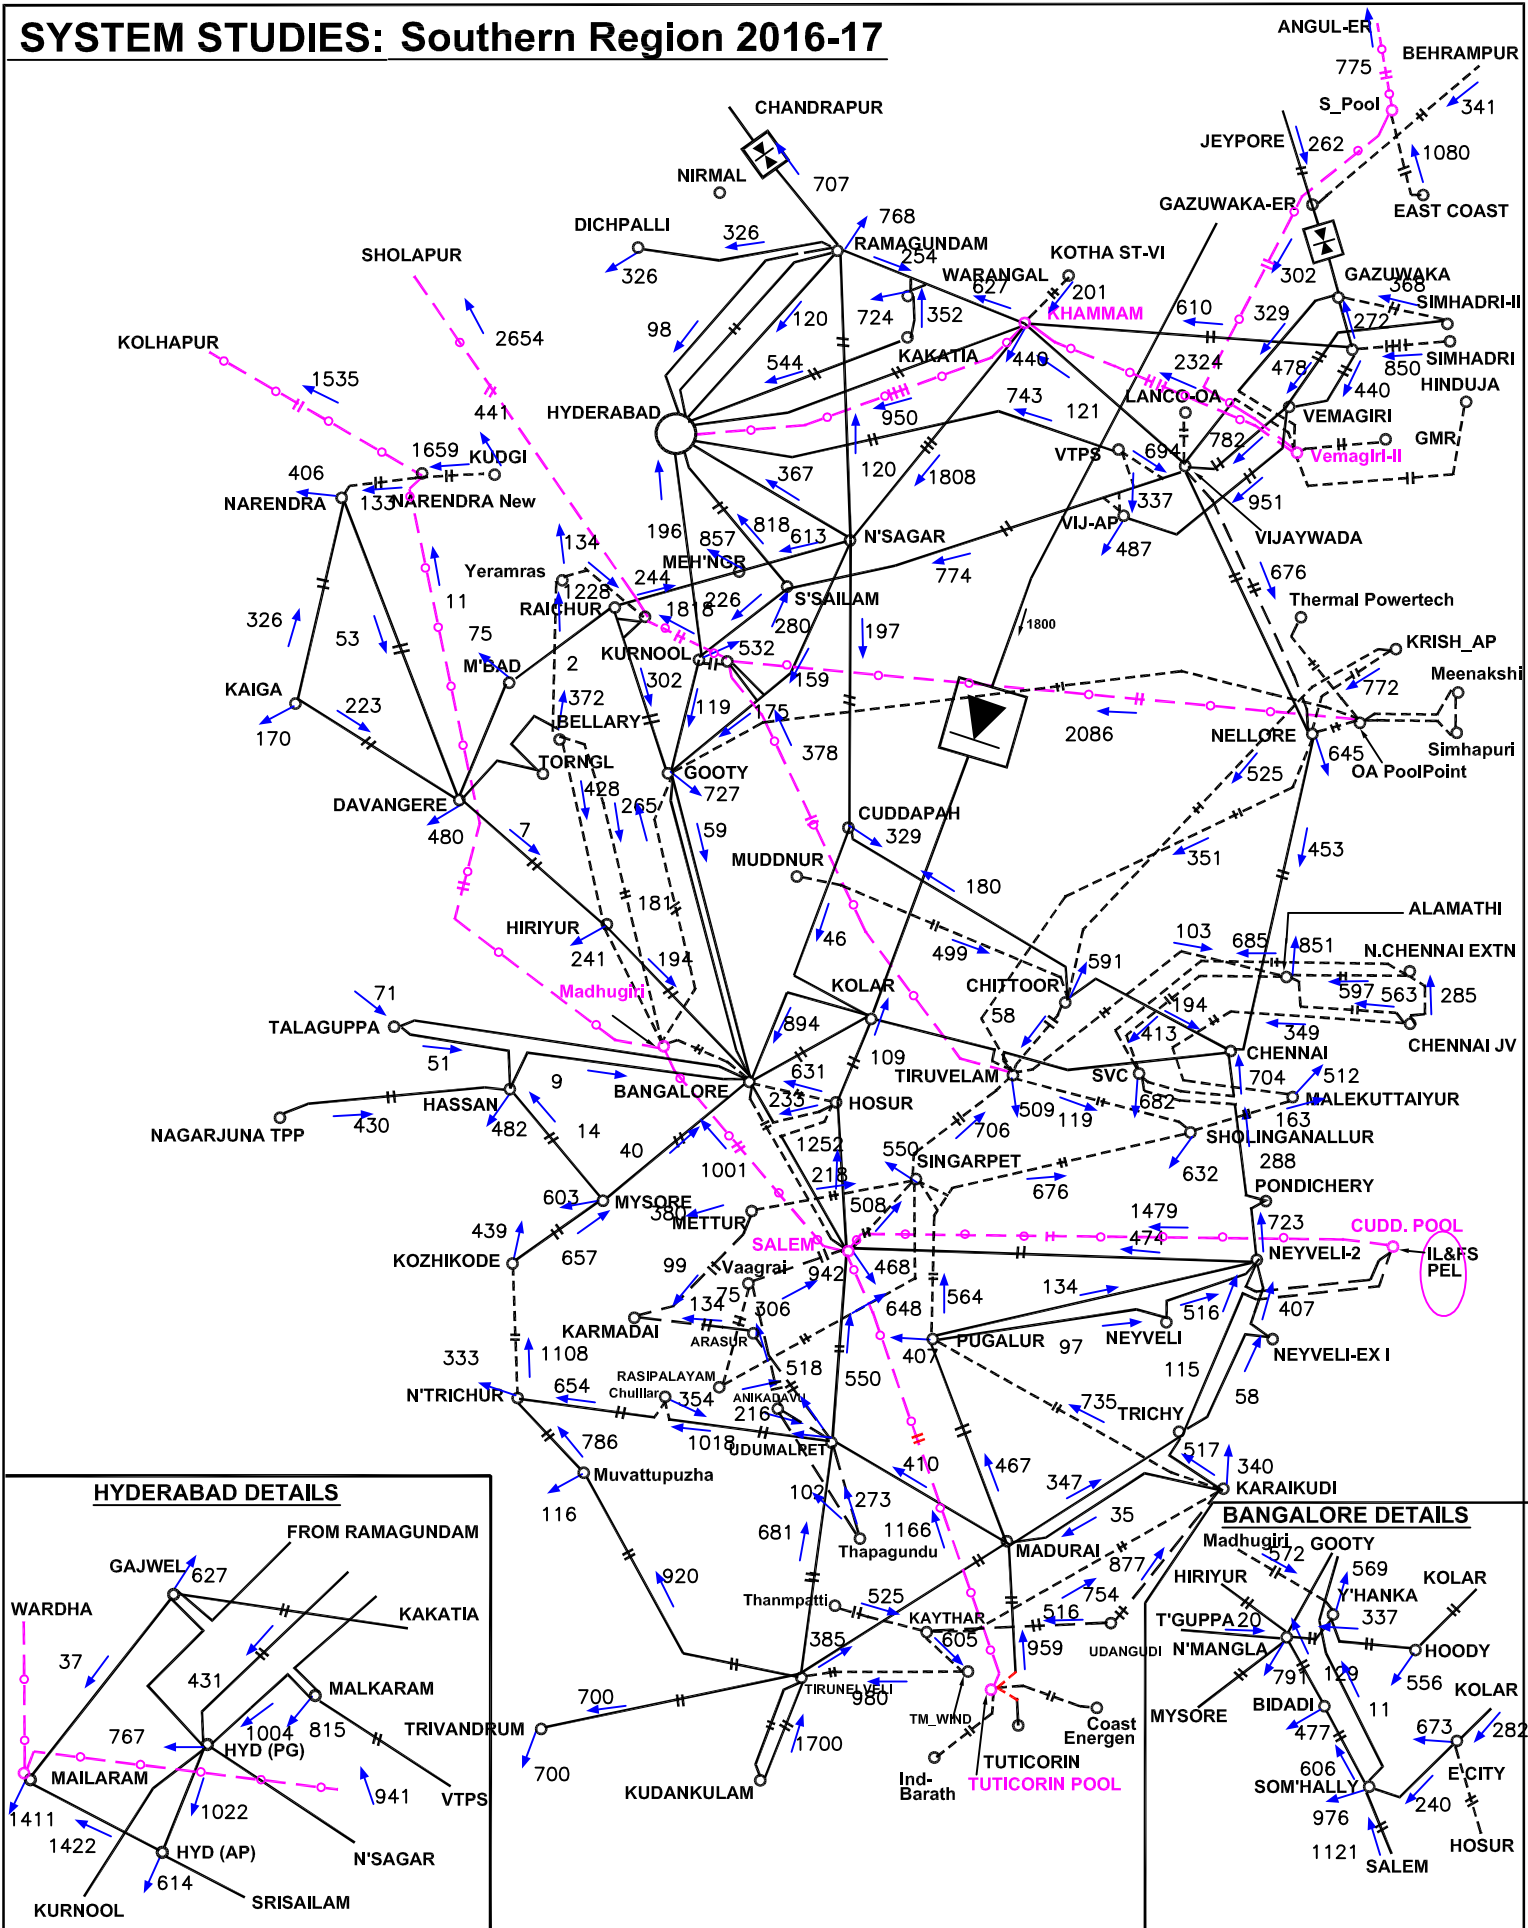 SYSTEM STUDIES: Southern Region 2016-17
ANGUL-ER
BEHRAMPUR
775
S_Pool
341
CHANDRAPUR
JEYPORE
262
1080
NIRMAL
707
GAZUWAKA-ER
EAST COAST
DICHPALLI
326
768
RAMAGUNDAM
KOTHA ST-VI
SHOLAPUR
326
254
WARANGAL
302
GAZUWAKA
368
SIMHADRI-II
627
201
KHAMMAM
610
329
272
98
120
724
352
KOLHAPUR
2654
KAKATIA
440
2324
478
850
SIMHADRI
544
440
HINDUJA
1535
743
121
LANCO-OA
HYDERABAD
950
VEMAGIRI
441
GMR
782
694
VemagIrI-II
1659
KUDGI
VTPS
406
367
120
1808
337
951
NARENDRA
133
NARENDRA New
VIJ-AP
196
857
818
613
N'SAGAR
487
VIJAYWADA
134
MEH'NGR
774
Yeramras
244
676
1228
226
S'SAILAM
Thermal Powertech
11
RAICHUR
1818
326
53
280
197
1800
KRISH_AP
75
KURNOOL
532
M'BAD
2
Meenakshi
KAIGA
302
159
772
223
372
119
170
BELLARY
175
2086
NELLORE
Simhapuri
378
645
TORNGL
GOOTY
525
OA PoolPoint
428
727
DAVANGERE
265
CUDDAPAH
480
7
59
329
453
MUDDNUR
351
180
181
HIRIYUR
46
ALAMATHI
103
685
851
241
194
499
591
N.CHENNAI EXTN
Madhugiri
KOLAR
CHITTOOR
597
563
285
71
58
194
TALAGUPPA
894
413
349
CHENNAI JV
51
109
CHENNAI
9
631
TIRUVELAM
SVC
704
512
BANGALORE
HASSAN
233
HOSUR
MALEKUTTAIYUR
NAGARJUNA TPP
430
482
509
119
682
163
14
706
SHOLINGANALLUR
40
1252
550
1001
218
SINGARPET
632
288
676
603
MYSORE
PONDICHERY
380
METTUR
508
1479
439
723
CUDD. POOL
657
SALEM
474
KOZHIKODE
NEYVELI-2
IL&FS
PEL
99
Vaagrai
942
468
75
134
134
306
648
564
516
407
KARMADAI
PUGALUR
NEYVELI
ARASUR
407
97
NEYVELI-EX I
1108
333
518
115
RASIPALAYAM
550
N'TRICHUR
654
Chulllar
354
ANIKADAVU
735
TRICHY
58
216
786
1018
UDUMALPET
517
Muvattupuzha
410
467
347
340
KARAIKUDI
102
273
116
35
681
1166
MADURAI
Thapagundu
877
920
754
Thanmpatti
525
KAYTHAR
516
UDANGUDI
385
605
959
TIRUNELVELI
980
700
TM_WIND
TRIVANDRUM
1700
Coast
Energen
700
TUTICORIN
KUDANKULAM
Ind-
Barath
TUTICORIN POOL
HYDERABAD DETAILS
FROM RAMAGUNDAM
GAJWEL
627
WARDHA
KAKATIA
37
431
MALKARAM
767
1004
815
HYD (PG)
MAILARAM
941
VTPS
1411
1022
1422
HYD (AP)
N'SAGAR
614
SRISAILAM
KURNOOL
BANGALORE DETAILS
Madhugiri
GOOTY
572
569
HIRIYUR
KOLAR
Y'HANKA
T'GUPPA 20
337
N'MANGLA
HOODY
791
129
556
KOLAR
BIDADI
11
MYSORE
477
673
282
606
SOM'HALLY
E CITY
976
240
1121
HOSUR
SALEM